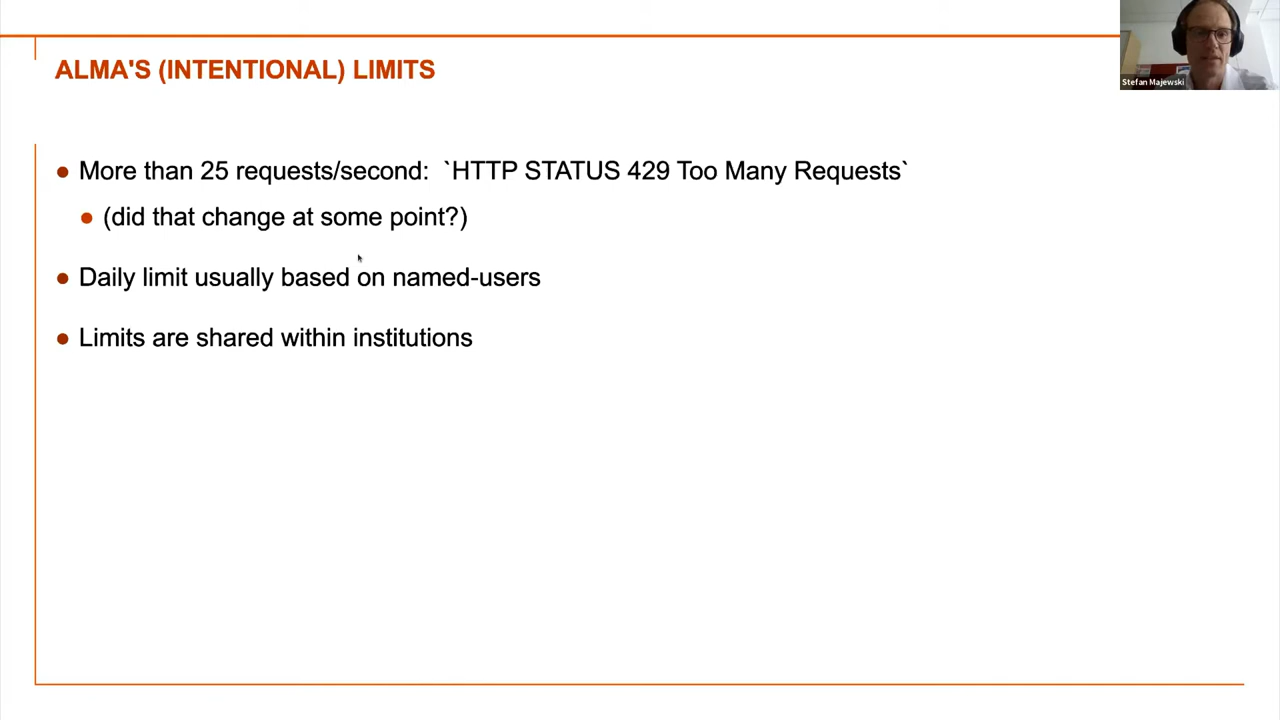 ALMA'S (INTENTIONAL) LIMITS
Stefan Majewski
● More than 25 requests/second:  `HTTP STATUS 429 Too Many Requests`
● (did that change at some point?)
● Daily limit usually based on named-users
● Limits are shared within institutions